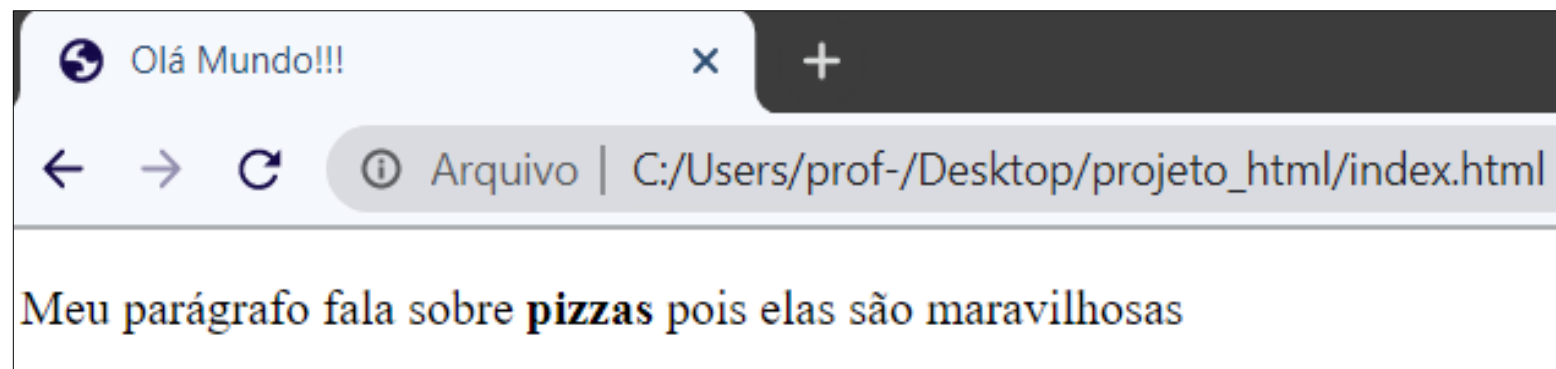 Olá Mundo!!!
Arquivo | C:/Users/prof-/Desktop/projeto_html/index.html
Meu parágrafo fala sobre pizzas pois elas são maravilhosas